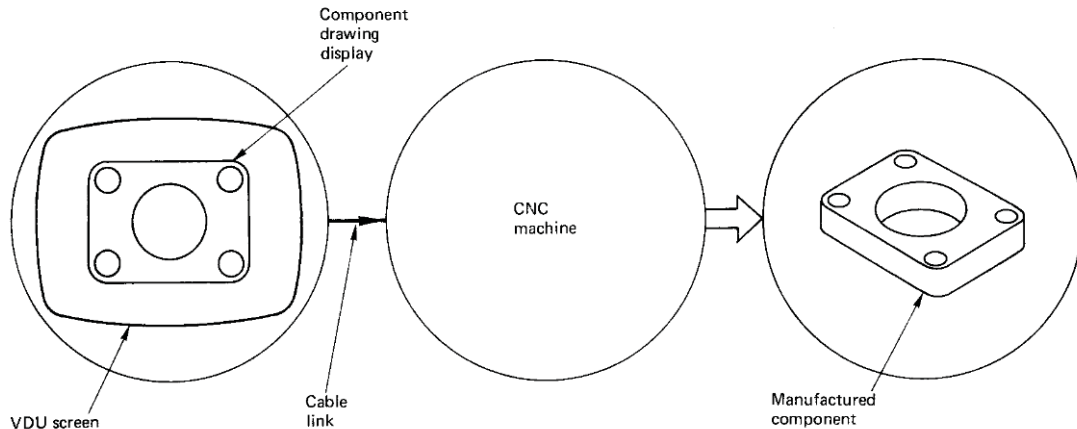 Component
drawing
display
CNC
machine
VDU screen
Cable
link
Manufactured
component